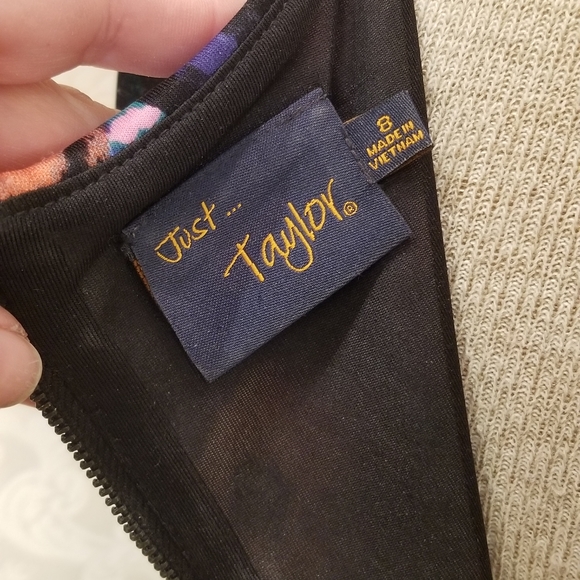 Just ...
Taylor®
8
MADE IN
VIETNAM